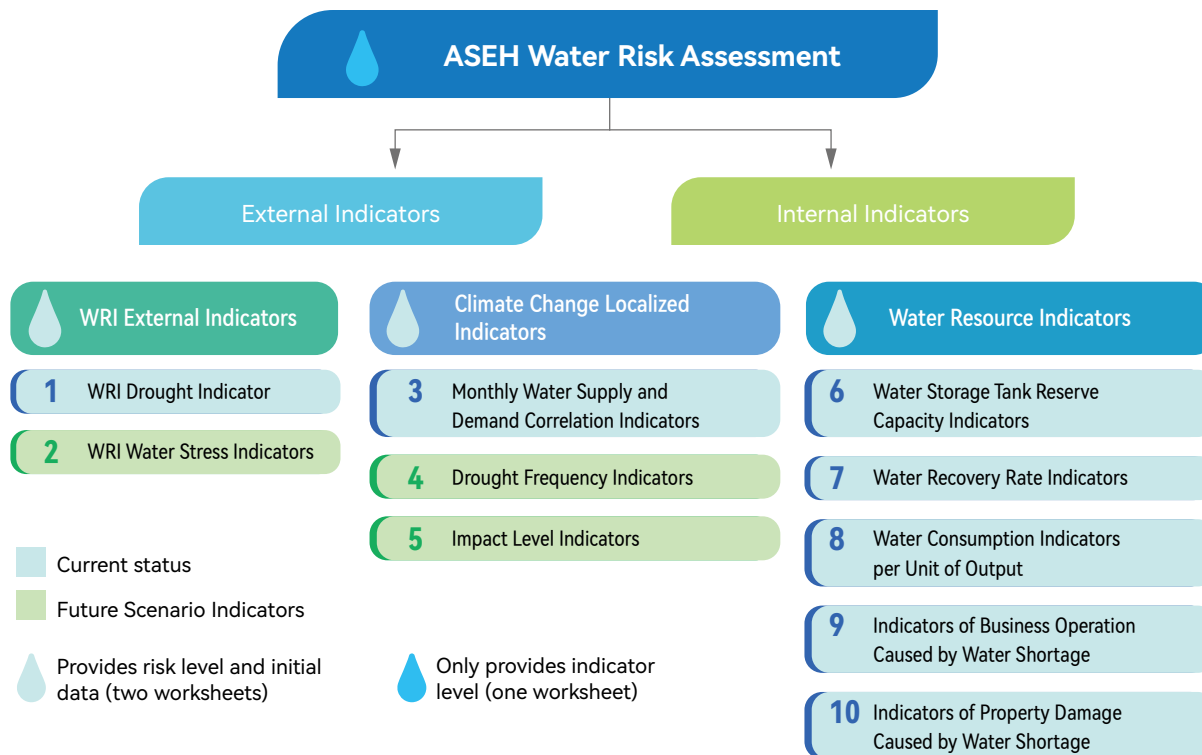 ASEH Water Risk Assessment
External Indicators
Internal Indicators
WRI External Indicators
1 WRI Drought Indicator
2 WRI Water Stress Indicators
Climate Change Localized
Indicators
3 Monthly Water Supply and
Demand Correlation Indicators
4 Drought Frequency Indicators
5 Impact Level Indicators
Water Resource Indicators
6 Water Storage Tank Reserve
Capacity Indicators
7 Water Recovery Rate Indicators
8 Water Consumption Indicators
per Unit of Output
9 Indicators of Business Operation
Caused by Water Shortage
10 Indicators of Property Damage
Caused by Water Shortage
Current status
Future Scenario Indicators
Provides risk level and initial
data (two worksheets)
Only provides indicator
level (one worksheet)